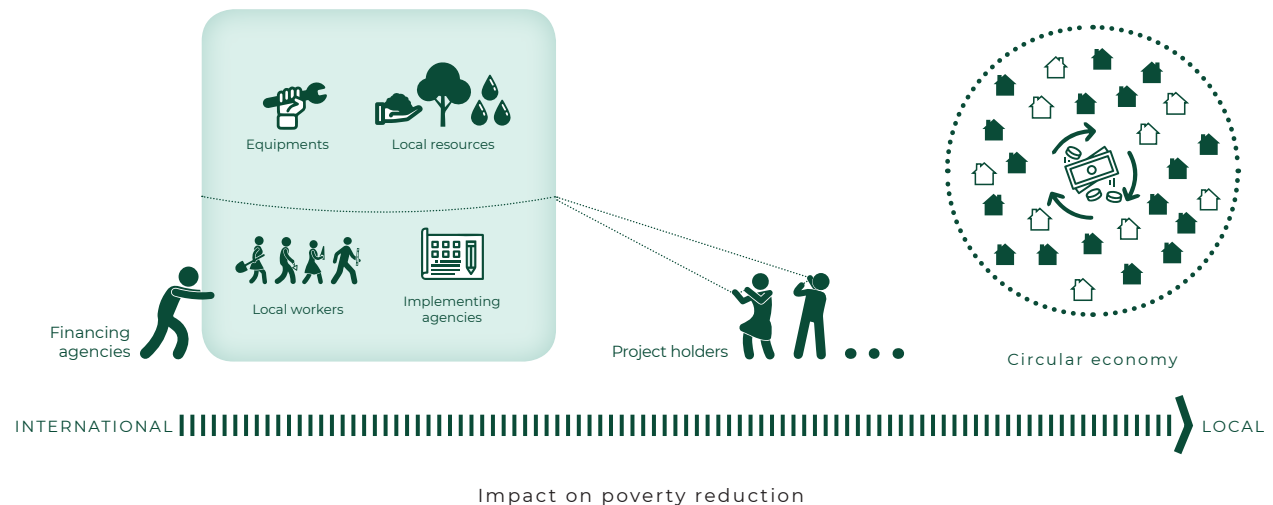 Equipments
Local resources
Local workers
Implementing
agencies
Financing
agencies
Project holders
Circular economy
INTERNATIONAL
LOCAL
Impact on poverty reduction